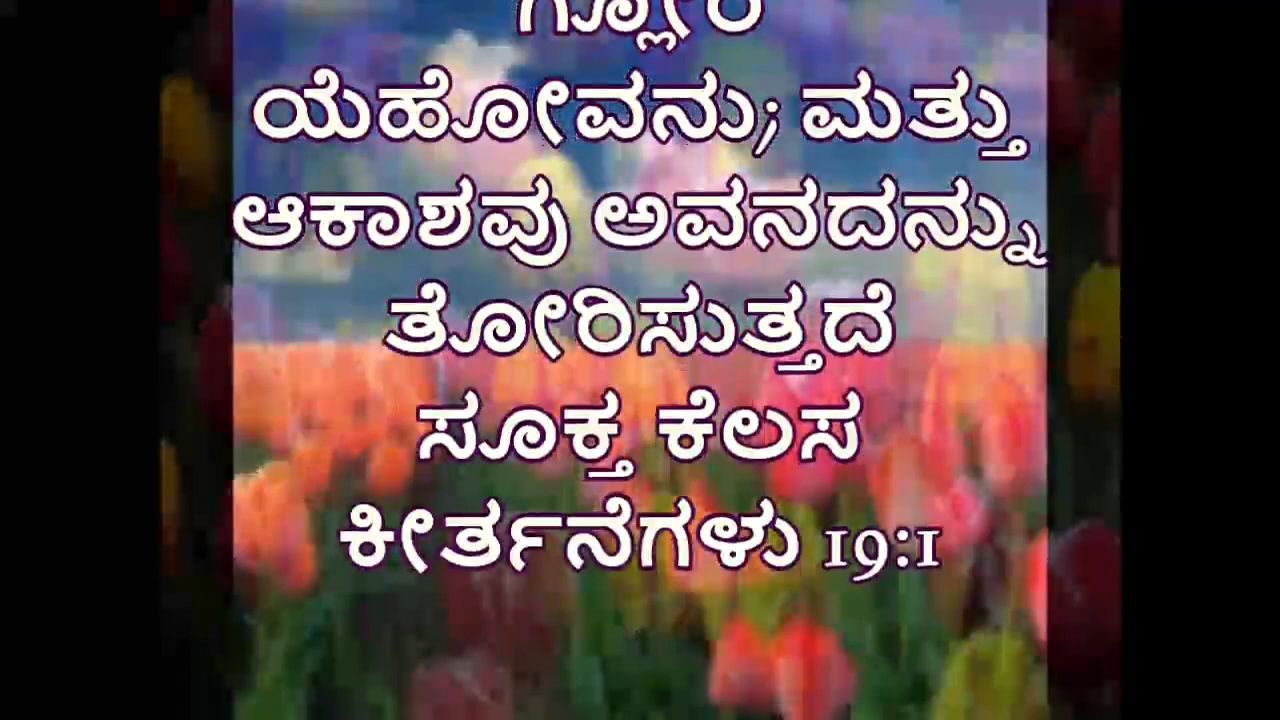 ಯೆಹೋವನು; ಮತ್ತು
ಆಕಾಶವು ಅವನದನ್ನು
ತೋರಿಸುತ್ತದೆ
ಸೂಕ್ತ ಕೆಲಸ
ಕೀರ್ತನೆಗಳು 19:1